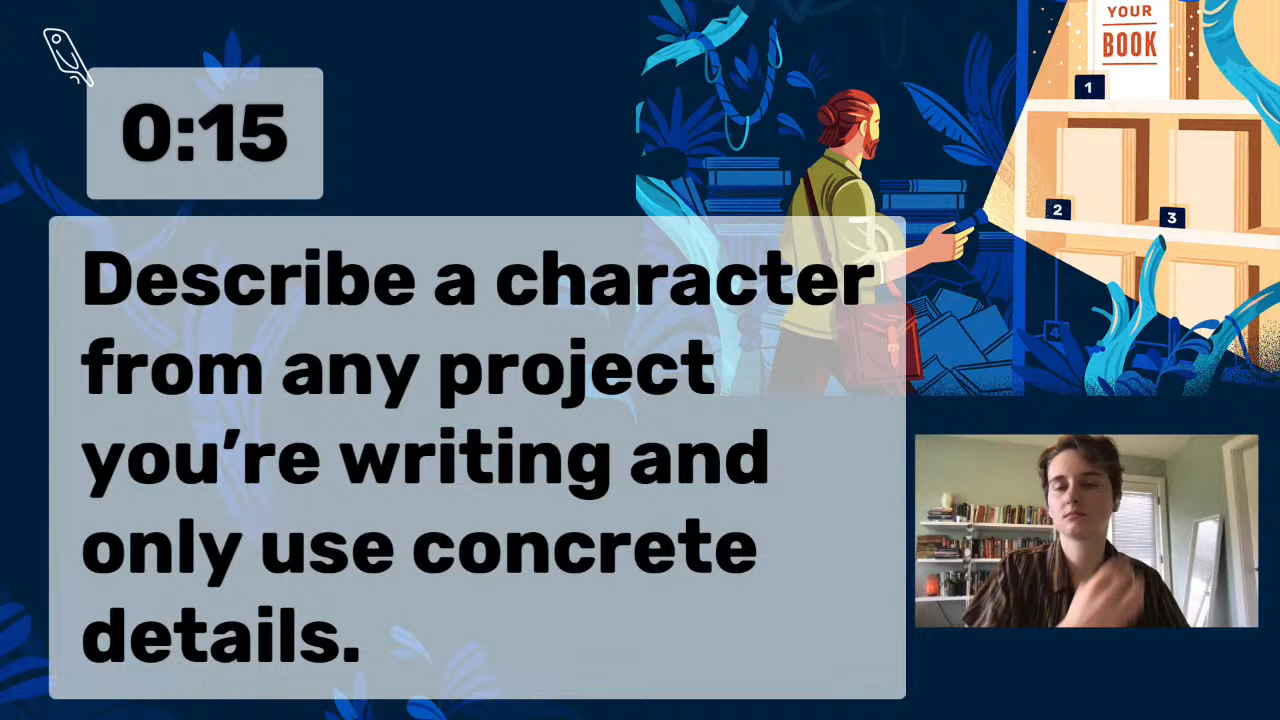 0:15
Describe a character
from any project
you're writing and
only use concrete
details.
YOUR
BOOK
1
2
3
4